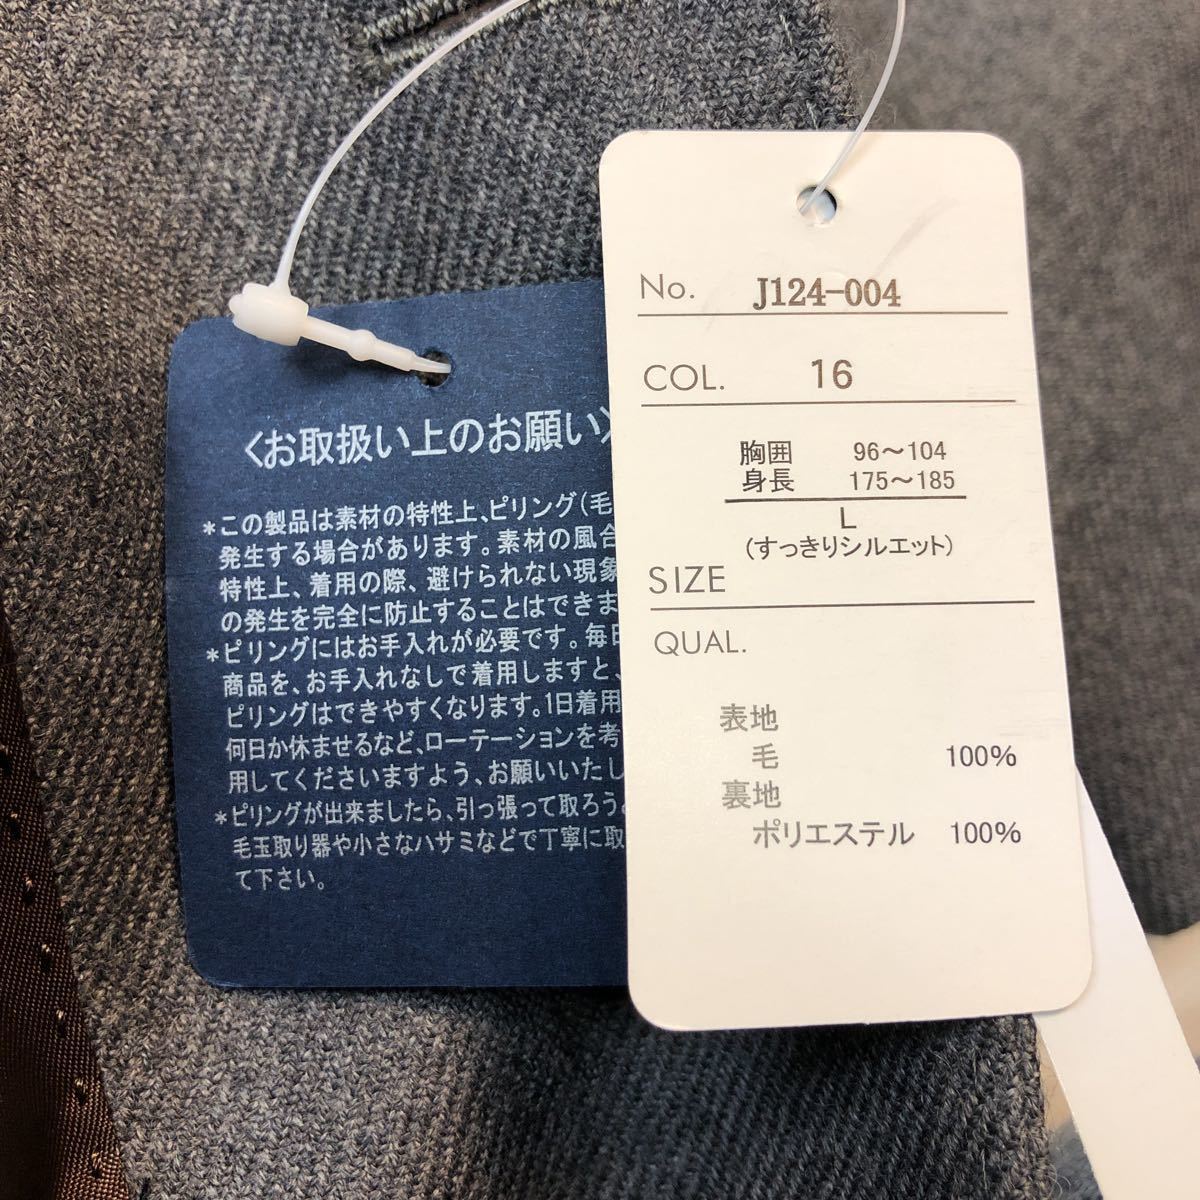 〈お取扱い上のお願い〉
*この製品は素材の特性上、ピリング(毛
発生する場合があります。素材の風合
特性上、着用の際、避けられない現象
の発生を完全に防止することはできま
*ピリングにはお手入れが必要です。毎日
商品を、お手入れなしで着用しますと、
ピリングはできやすくなります。1日着用
何日か休ませるなど、ローテーションを考
用してくださいますよう、お願いいたし
*ピリングが出来ましたら、引っ張って取ろう
毛玉取り器や小さなハサミなどで丁寧に取
て下さい。
No. J124-004
COL. 16
胸囲 96~104
身長 175~185
L
(すっきりシルエット)
SIZE
QUAL.
表地
毛 100%
裏地
ポリエステル 100%